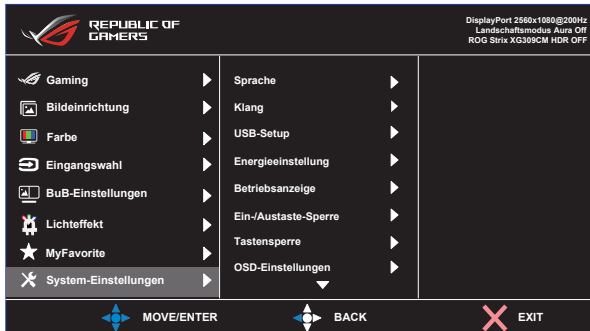 REPUBLIC OF
GAMERS
DisplayPort 2560x1080@200Hz
Landschaftsmodus Aura Off
ROG Strix XG309CM HDR OFF
Gaming
Bildeinrichtung
Farbe
Eingangswahl
BuB-Einstellungen
Lichteffekt
MyFavorite
System-Einstellungen
Sprache
Klang
USB-Setup
Energieeinstellung
Betriebsanzeige
Ein-/Austaste-Sperre
Tastensperre
OSD-Einstellungen
MOVE/ENTER
BACK
EXIT